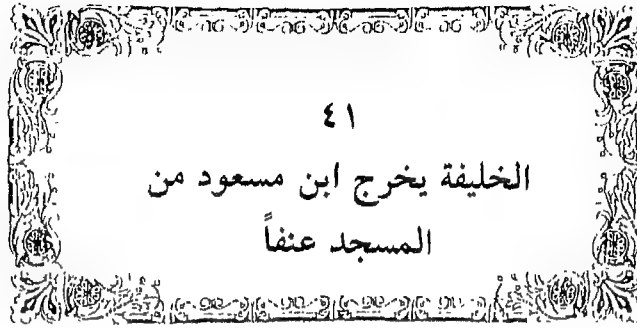 ٤١
الخليفة يخرج ابن مسعود من
المسجد عنفاً